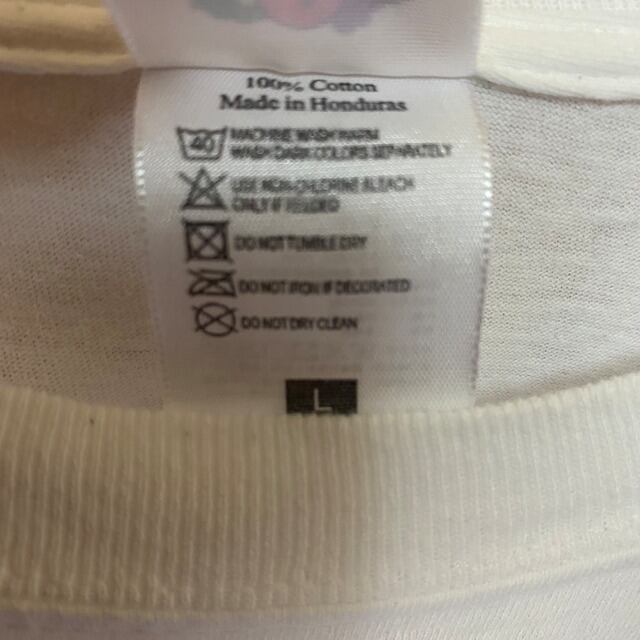 100% Cotton
Made in Honduras
40
MACHINE WASH WARM
WASH DARK COLORS SEPARATELY
USE NON-CHLORINE BLEACH
ONLY IF NEEDED
DO NOT TUMBLE DRY
DO NOT IRON IF DECORATED
DO NOT DRY CLEAN
L